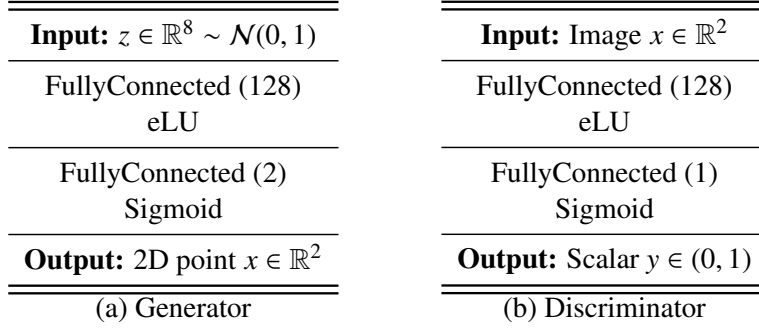 Input: z ∈ ℝ⁸ ∼ 𝒩(0, 1)
FullyConnected (128)
eLU
FullyConnected (2)
Sigmoid
Output: 2D point x ∈ ℝ²
(a) Generator
Input: Image x ∈ ℝ²
FullyConnected (128)
eLU
FullyConnected (1)
Sigmoid
Output: Scalar y ∈ (0, 1)
(b) Discriminator